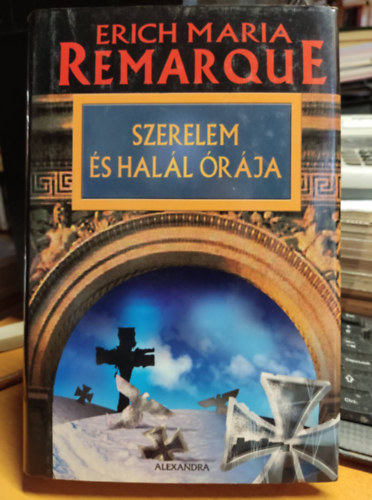 ERICH MARIA
REMARQUE
SZERELEM
ÉS HALÁL ÓRÁJA
ALEXANDRA